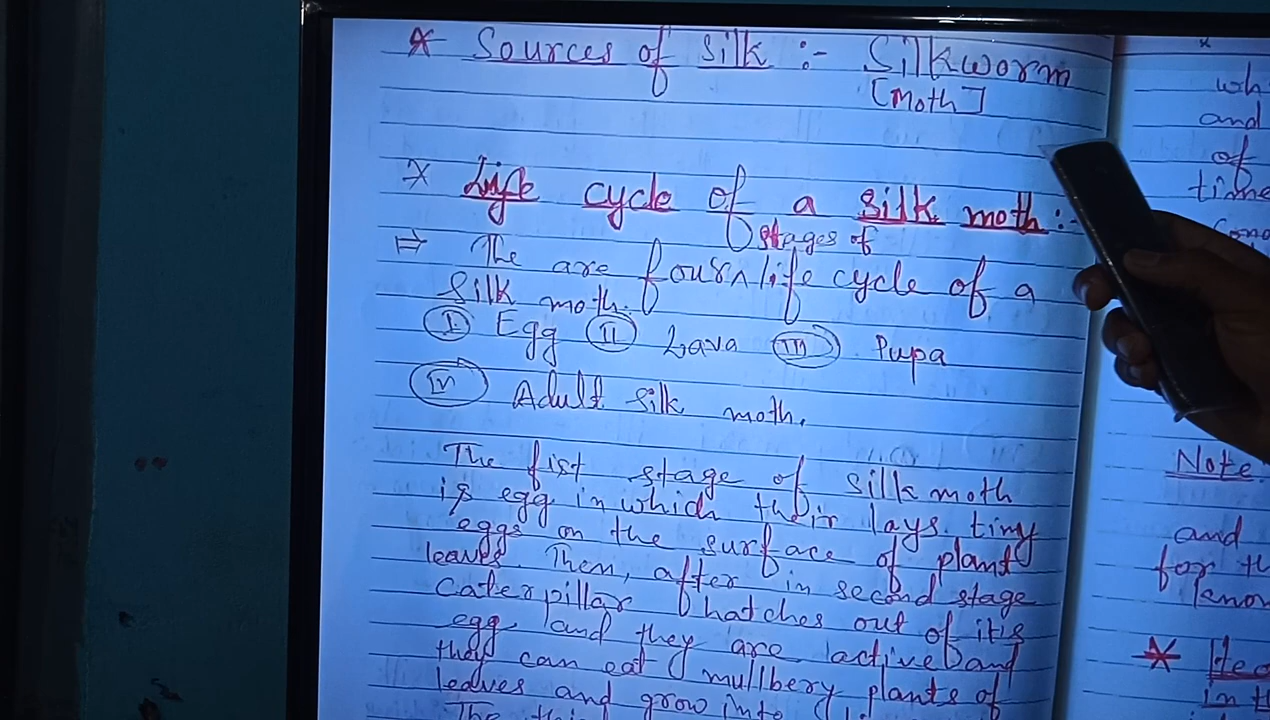 * Sources of silk :- Silkworm
[Moth]
* Life cycle of a silk moth :-
stages of
⇒ The are four^life cycle of a
Silk moth.
(I) Egg (II) Lava (III) Pupa
(IV) Adult silk moth.
The fist stage of silk moth
is egg in which their lays tiny
eggs on the surface of plant
leaves. Then, after in second stage
Caterpillar hatches out of it's
egg and they are active and
they can eat mullbery plants of
leaves and grow into
wh
and
of
time
Note
and
for th
know
*
in t